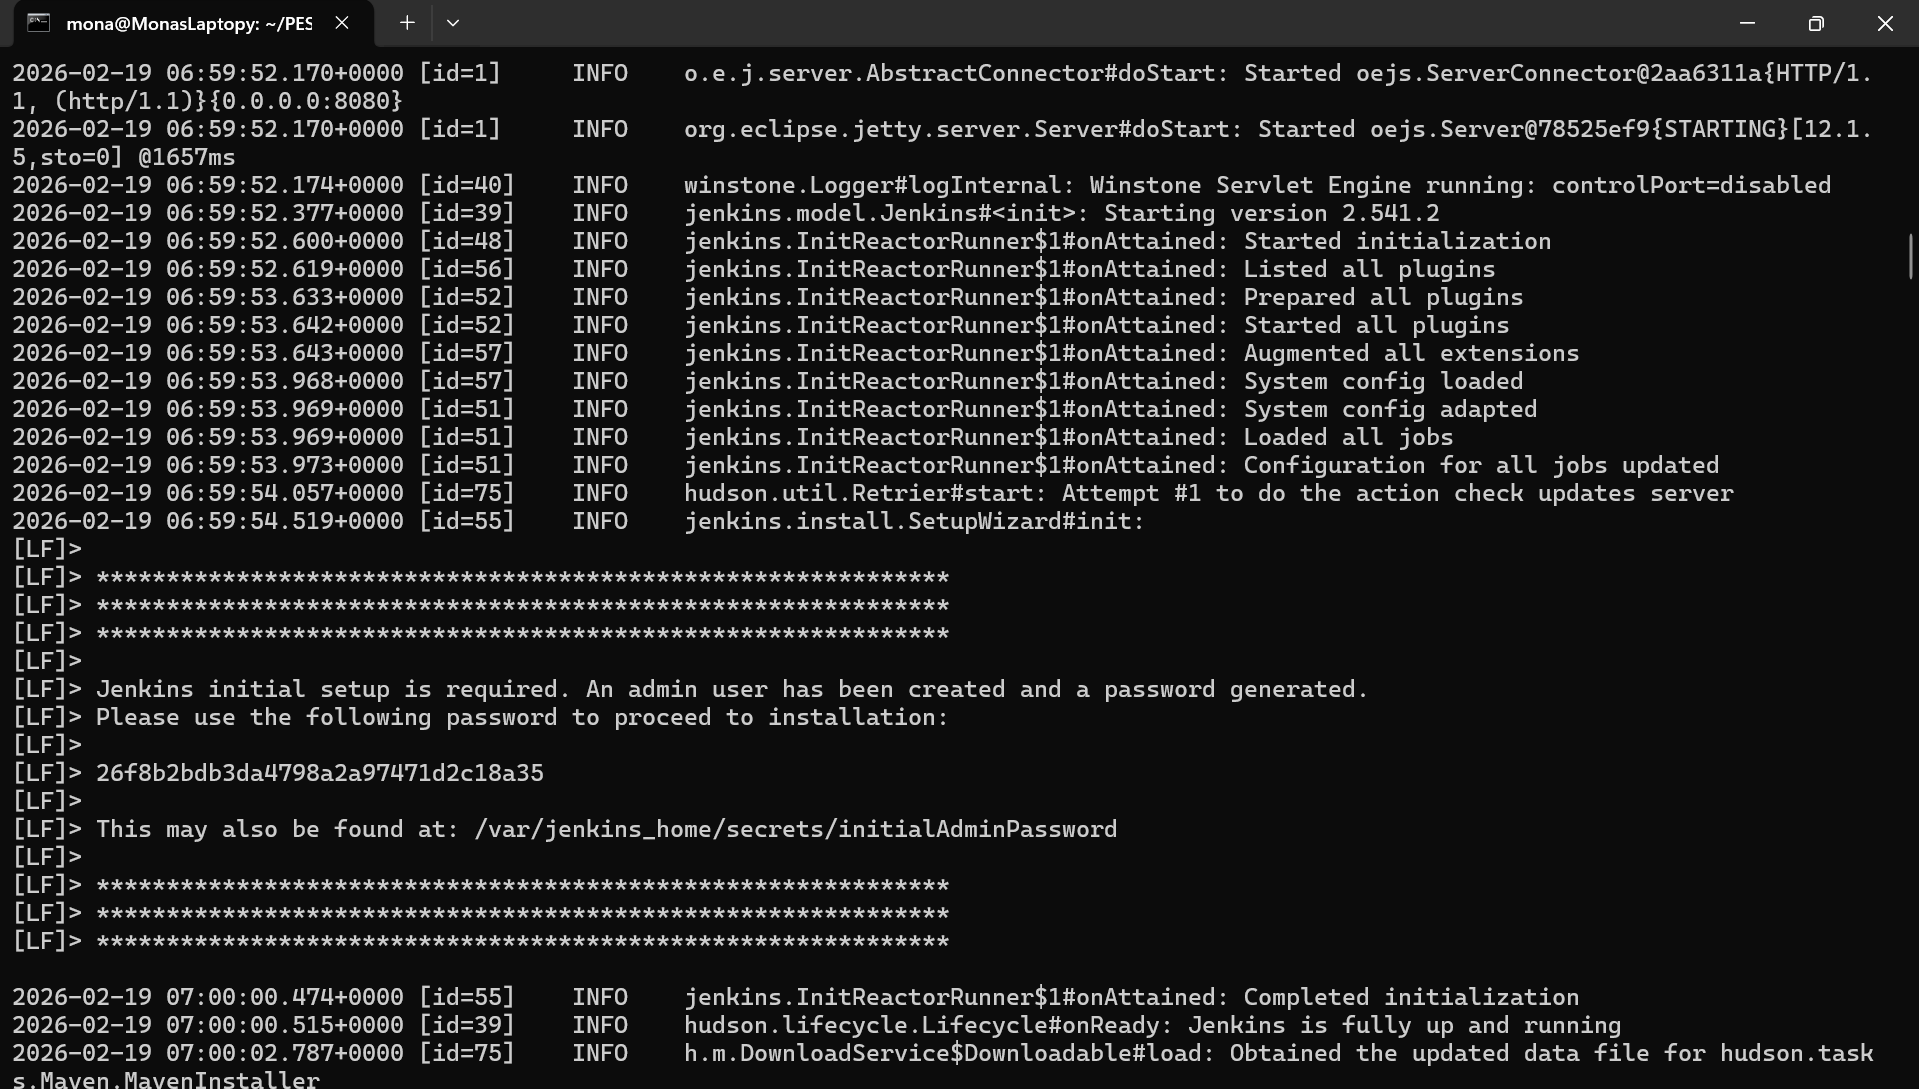 mona@MonasLaptopy: ~/PES
2026-02-19 06:59:52.170+0000 [id=1]     INFO    o.e.j.server.AbstractConnector#doStart: Started oejs.ServerConnector@2aa6311a{HTTP/1.
1, (http/1.1)}{0.0.0.0:8080}
2026-02-19 06:59:52.170+0000 [id=1]     INFO    org.eclipse.jetty.server.Server#doStart: Started oejs.Server@78525ef9{STARTING}[12.1.
5,sto=0] @1657ms
2026-02-19 06:59:52.174+0000 [id=40]    INFO    winstone.Logger#logInternal: Winstone Servlet Engine running: controlPort=disabled
2026-02-19 06:59:52.377+0000 [id=39]    INFO    jenkins.model.Jenkins#<init>: Starting version 2.541.2
2026-02-19 06:59:52.600+0000 [id=48]    INFO    jenkins.InitReactorRunner$1#onAttained: Started initialization
2026-02-19 06:59:52.619+0000 [id=56]    INFO    jenkins.InitReactorRunner$1#onAttained: Listed all plugins
2026-02-19 06:59:53.633+0000 [id=52]    INFO    jenkins.InitReactorRunner$1#onAttained: Prepared all plugins
2026-02-19 06:59:53.642+0000 [id=52]    INFO    jenkins.InitReactorRunner$1#onAttained: Started all plugins
2026-02-19 06:59:53.643+0000 [id=57]    INFO    jenkins.InitReactorRunner$1#onAttained: Augmented all extensions
2026-02-19 06:59:53.968+0000 [id=57]    INFO    jenkins.InitReactorRunner$1#onAttained: System config loaded
2026-02-19 06:59:53.969+0000 [id=51]    INFO    jenkins.InitReactorRunner$1#onAttained: System config adapted
2026-02-19 06:59:53.969+0000 [id=51]    INFO    jenkins.InitReactorRunner$1#onAttained: Loaded all jobs
2026-02-19 06:59:53.973+0000 [id=51]    INFO    jenkins.InitReactorRunner$1#onAttained: Configuration for all jobs updated
2026-02-19 06:59:54.057+0000 [id=75]    INFO    hudson.util.Retrier#start: Attempt #1 to do the action check updates server
2026-02-19 06:59:54.519+0000 [id=55]    INFO    jenkins.install.SetupWizard#init:
[LF]>
[LF]> *************************************************************
[LF]> *************************************************************
[LF]> *************************************************************
[LF]>
[LF]> Jenkins initial setup is required. An admin user has been created and a password generated.
[LF]> Please use the following password to proceed to installation:
[LF]>
[LF]> 26f8b2bdb3da4798a2a97471d2c18a35
[LF]>
[LF]> This may also be found at: /var/jenkins_home/secrets/initialAdminPassword
[LF]>
[LF]> *************************************************************
[LF]> *************************************************************
[LF]> *************************************************************
2026-02-19 07:00:00.474+0000 [id=55]    INFO    jenkins.InitReactorRunner$1#onAttained: Completed initialization
2026-02-19 07:00:00.515+0000 [id=39]    INFO    hudson.lifecycle.Lifecycle#onReady: Jenkins is fully up and running
2026-02-19 07:00:02.787+0000 [id=75]    INFO    h.m.DownloadService$Downloadable#load: Obtained the updated data file for hudson.task
s.Maven.MavenInstaller